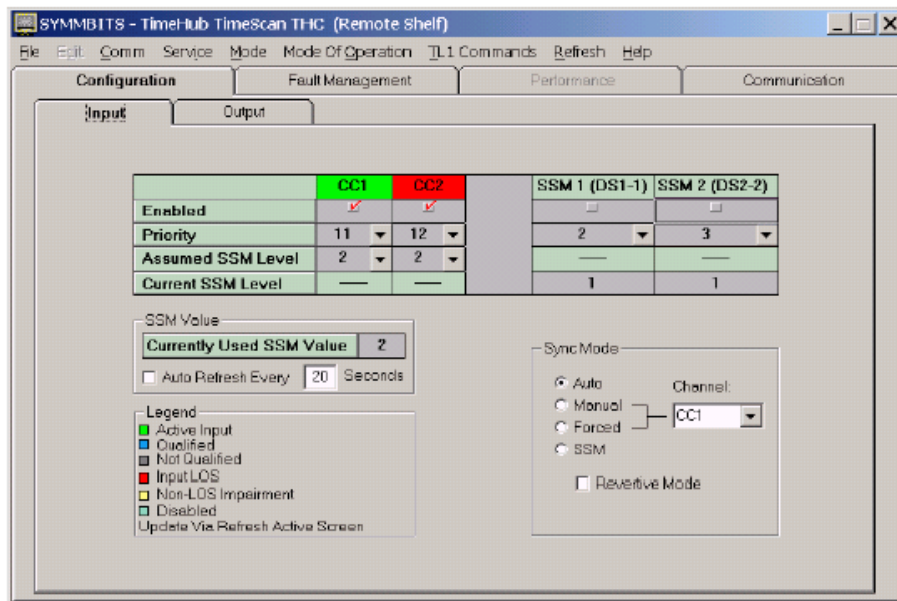 SYMMBITS - TimeHub TimeScan THC (Remote Shelf)
File Edit Comm Service Mode Mode Of Operation TL1 Commands Refresh Help
Configuration Fault Management Performance Communication
Input Output
CC1 CC2 SSM 1 (DS1-1) SSM 2 (DS2-2)
Enabled
Priority 11 12 2 3
Assumed SSM Level 2 2 — —
Current SSM Level — — 1 1
SSM Value
Currently Used SSM Value 2
Auto Refresh Every 20 Seconds
Legend
Active Input
Qualified
Not Qualified
Input LOS
Non-LOS Impairment
Disabled
Update Via Refresh Active Screen
Sync Mode
Auto Channel:
Manual
CC1
Forced
SSM
Revertive Mode